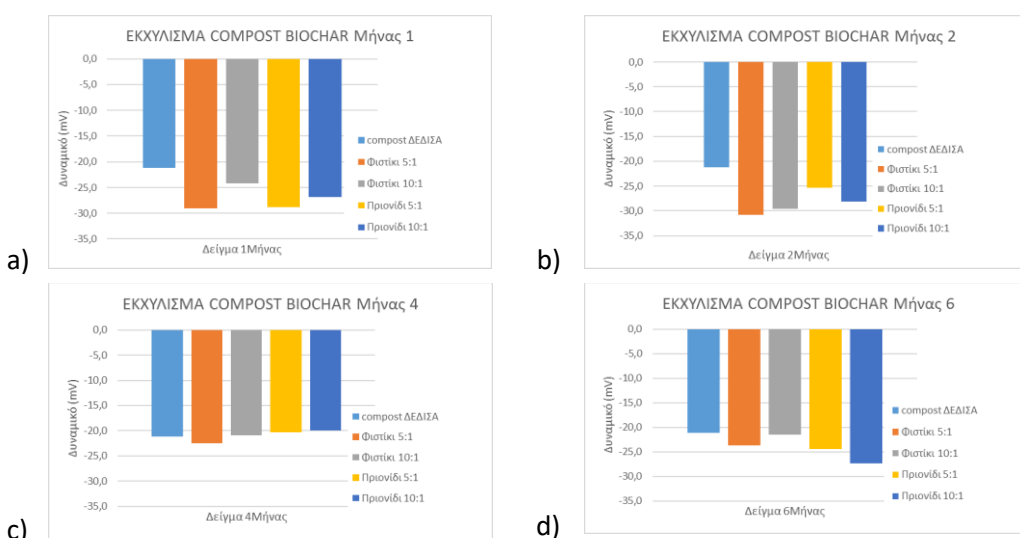 ΕΚΧΥΛΙΣΜΑ COMPOST BIOCHAR Μήνας 1
0,0
-5,0
-10,0
-15,0
-20,0
-25,0
-30,0
-35,0
Δυναμικό (mV)
compost ΔΕΔΙΣΑ
Φιστίκι 5:1
Φιστίκι 10:1
Πριονίδι 5:1
Πριονίδι 10:1
Δείγμα 1Μήνας
a)
ΕΚΧΥΛΙΣΜΑ COMPOST BIOCHAR Μήνας 2
0,0
-5,0
-10,0
-15,0
-20,0
-25,0
-30,0
-35,0
Δυναμικό (mV)
compost ΔΕΔΙΣΑ
Φιστίκι 5:1
Φιστίκι 10:1
Πριονίδι 5:1
Πριονίδι 10:1
Δείγμα 2Μήνας
b)
ΕΚΧΥΛΙΣΜΑ COMPOST BIOCHAR Μήνας 4
0,0
-5,0
-10,0
-15,0
-20,0
-25,0
-30,0
-35,0
Δυναμικό (mV)
compost ΔΕΔΙΣΑ
Φιστίκι 5:1
Φιστίκι 10:1
Πριονίδι 5:1
Πριονίδι 10:1
Δείγμα 4Μήνας
c)
ΕΚΧΥΛΙΣΜΑ COMPOST BIOCHAR Μήνας 6
0,0
-5,0
-10,0
-15,0
-20,0
-25,0
-30,0
-35,0
Δυναμικό (mV)
compost ΔΕΔΙΣΑ
Φιστίκι 5:1
Φιστίκι 10:1
Πριονίδι 5:1
Πριονίδι 10:1
Δείγμα 6Μήνας
d)